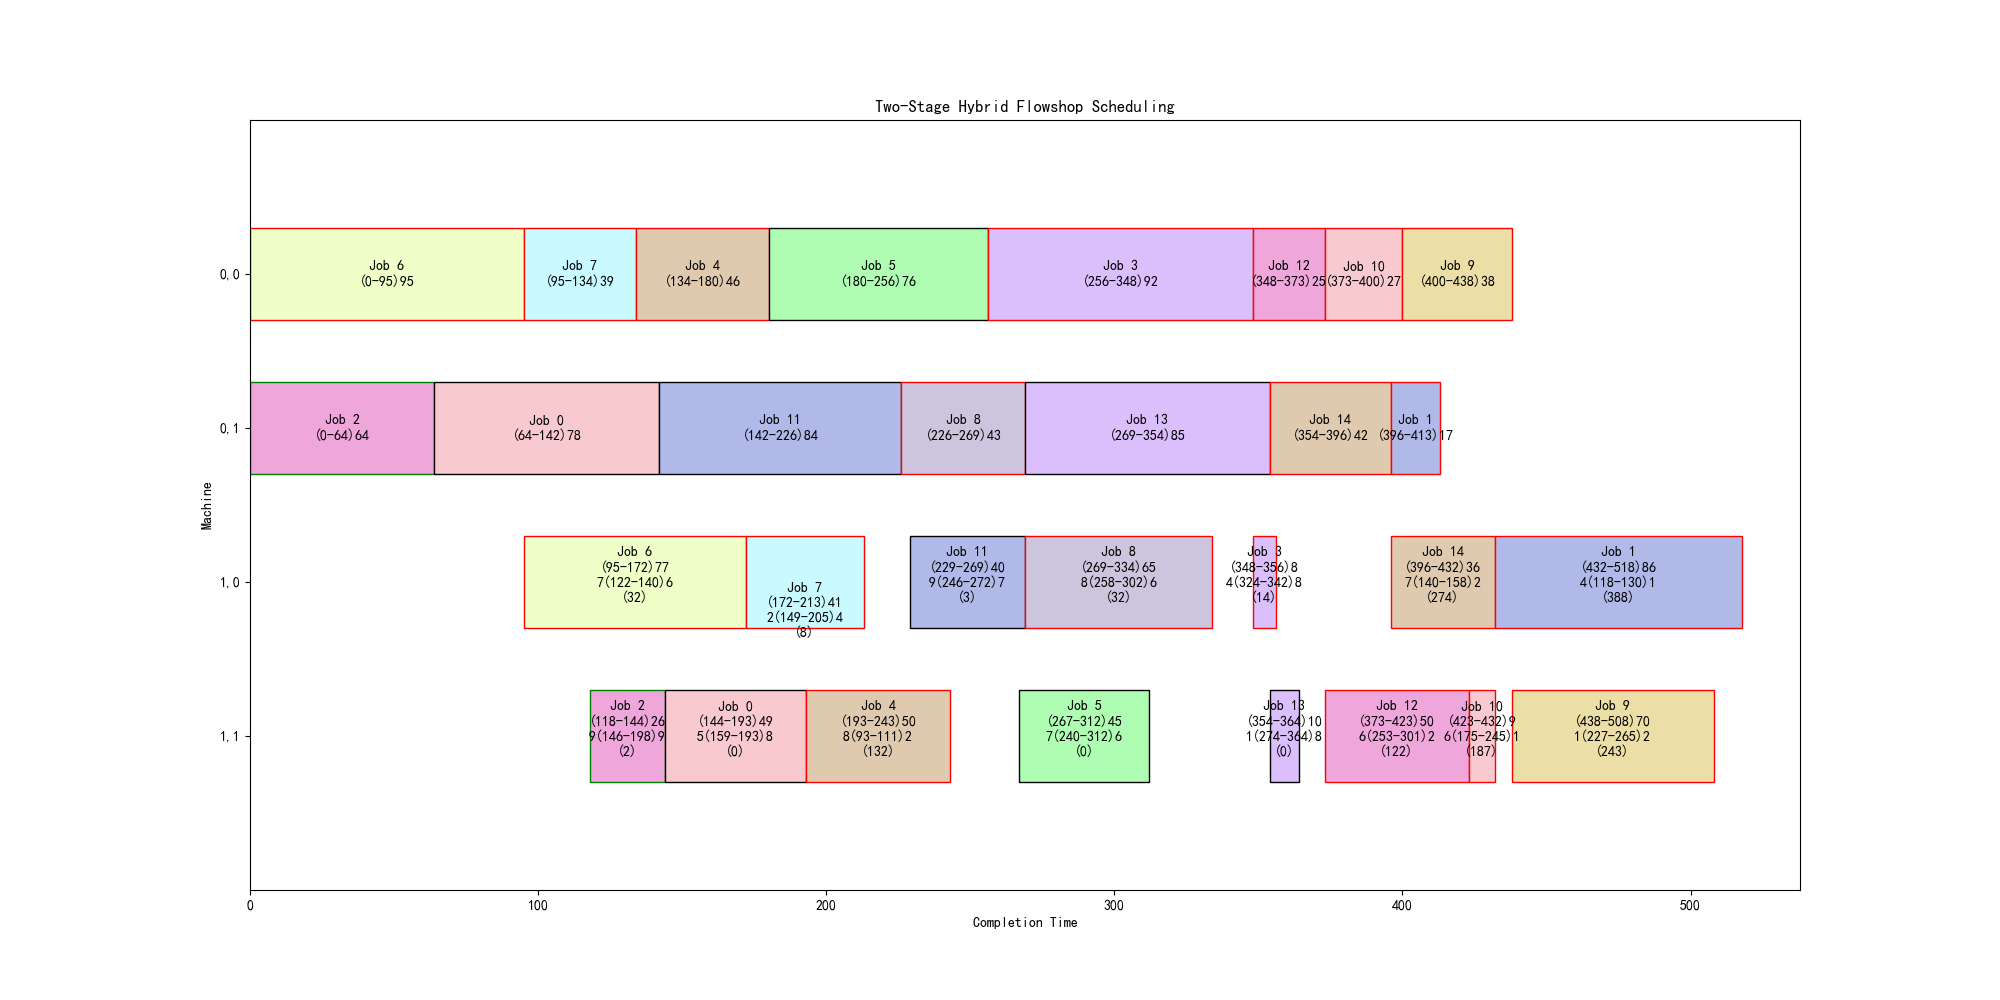 Two-Stage Hybrid Flowshop Scheduling
Machine
0,0
Job 6
(0-95)95
Job 7
(95-134)39
Job 4
(134-180)46
Job 5
(180-256)76
Job 3
(256-348)92
Job 12
(348-373)25
Job 10
(373-400)27
Job 9
(400-438)38
0,1
Job 2
(0-64)64
Job 0
(64-142)78
Job 11
(142-226)84
Job 8
(226-269)43
Job 13
(269-354)85
Job 14
(354-396)42
Job 1
(396-413)17
1,0
Job 6
(95-172)77
7(122-140)6
(32)
Job 7
(172-213)41
2(149-205)4
(8)
Job 11
(229-269)40
9(246-272)7
(3)
Job 8
(269-334)65
8(258-302)6
(32)
Job 3
(348-356)8
4(324-342)8
(14)
Job 14
(396-432)36
7(140-158)2
(274)
Job 1
(432-518)86
4(118-130)1
(388)
1,1
Job 2
(118-144)26
9(146-198)9
(2)
Job 0
(144-193)49
5(159-193)8
(0)
Job 4
(193-243)50
8(93-111)2
(132)
Job 5
(267-312)45
7(240-312)6
(0)
Job 13
(354-364)10
1(274-364)8
(0)
Job 12
(373-423)50
6(253-301)2
(122)
Job 10
(423-432)9
6(175-245)1
(187)
Job 9
(438-508)70
1(227-265)2
(243)
0
100
200
300
400
500
Completion Time